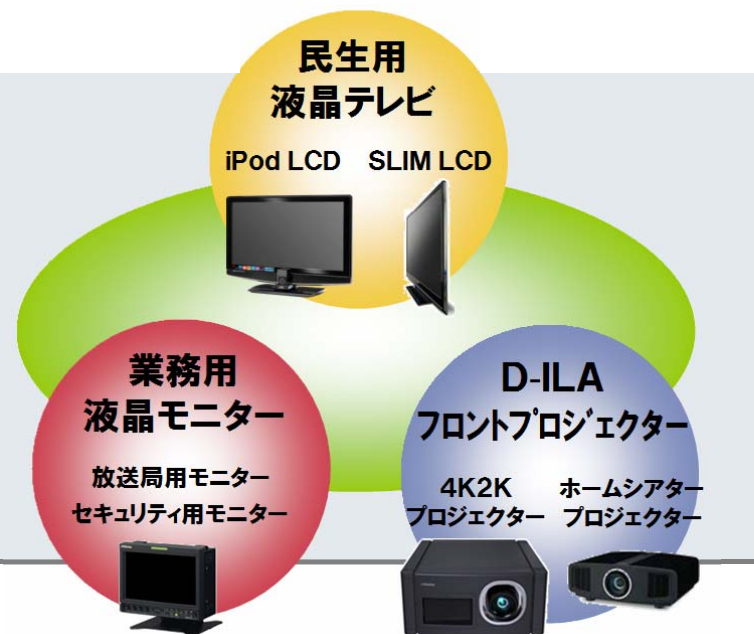 民生用
液晶テレビ
iPod LCD SLIM LCD
業務用
液晶モニター
放送局用モニター
セキュリティ用モニター
D-ILA
フロントプロジェクター
4K2K
プロジェクター
ホームシアター
プロジェクター